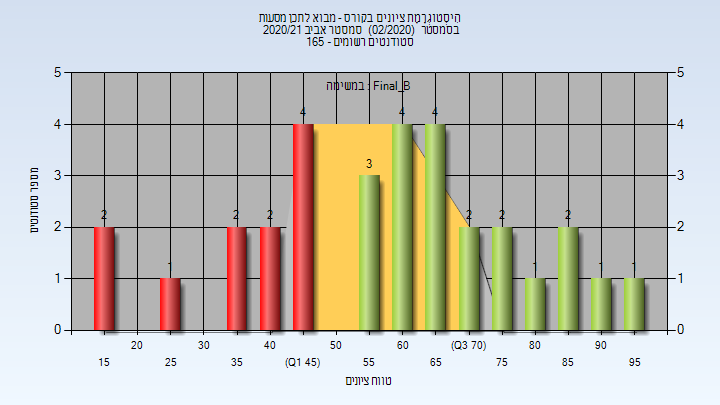 היסטוגרמת ציונים בקורס - מבוא לתכן מסעות
בסמסטר (02/2020) סמסטר אביב 2020/21
סטודנטים רשומים - 165
במשימה : Final_B
מספר סטודנטים
5 5
4 4
3 3
2 2
1 1
0 0
2 1 2 2 4 3 4 4 2 2 1 2 1 1
20 30 40 50 60 (Q3 70) 80 90
15 25 35 (Q1 45) 55 65 75 85 95
טווח ציונים